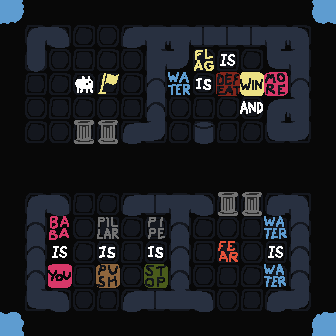 FLAG IS
WATER IS DEFEAT WIN MORE
AND
BABA PILLAR PIPE WATER
IS IS IS FEAR IS
YOU PUSH STOP WATER